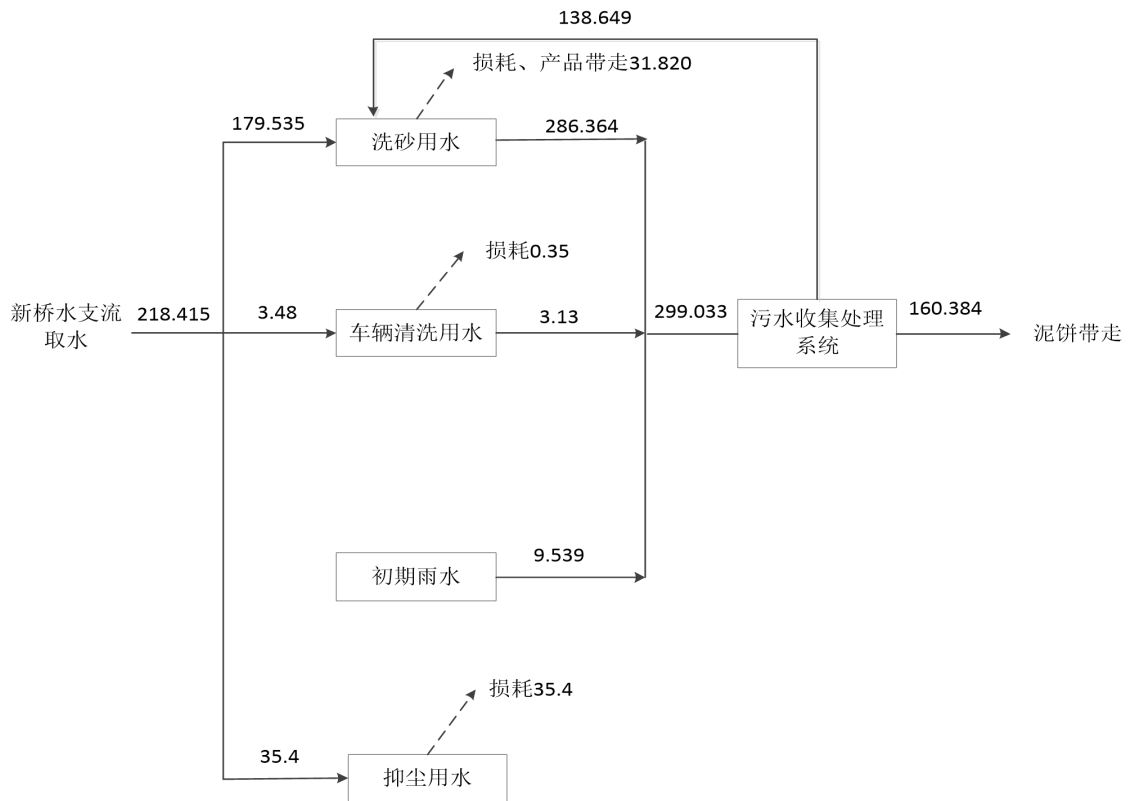 138.649
损耗、产品带走31.820
179.535
洗砂用水
286.364
损耗0.35
新桥水支流
取水
218.415
3.48
车辆清洗用水
3.13
299.033
污水收集处理
系统
160.384
泥饼带走
初期雨水
9.539
损耗35.4
35.4
抑尘用水